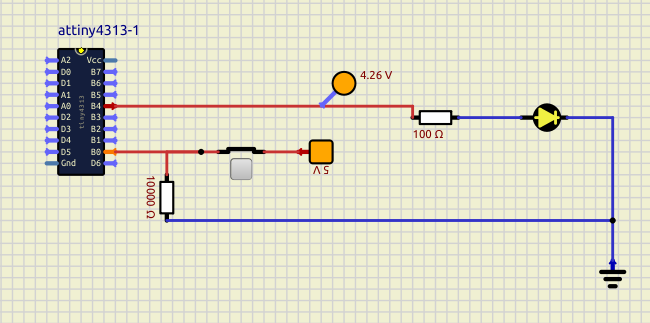 attiny4313-1
A2 Vcc
D0 B7
D1 B6
A1 B5
A0 B4
D2 B3
D3 B2
D4 B1
D5 B0
Gnd D6
tiny4313
4.26 V
100 Ω
5 V
10000 Ω